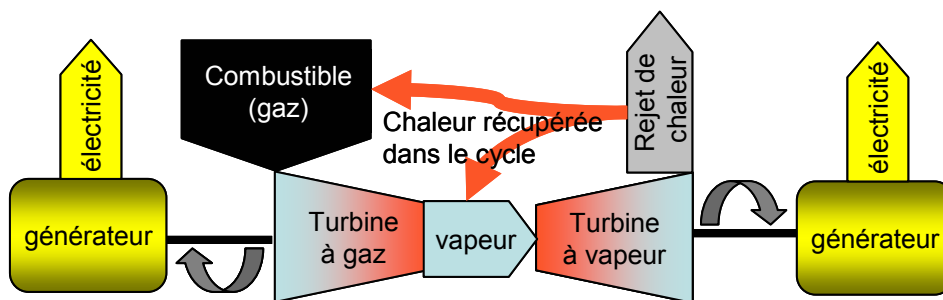 électricité
générateur
Combustible
(gaz)
Chaleur récupérée
dans le cycle
Turbine
à gaz
vapeur
Turbine
à vapeur
Rejet de
chaleur
électricité
générateur